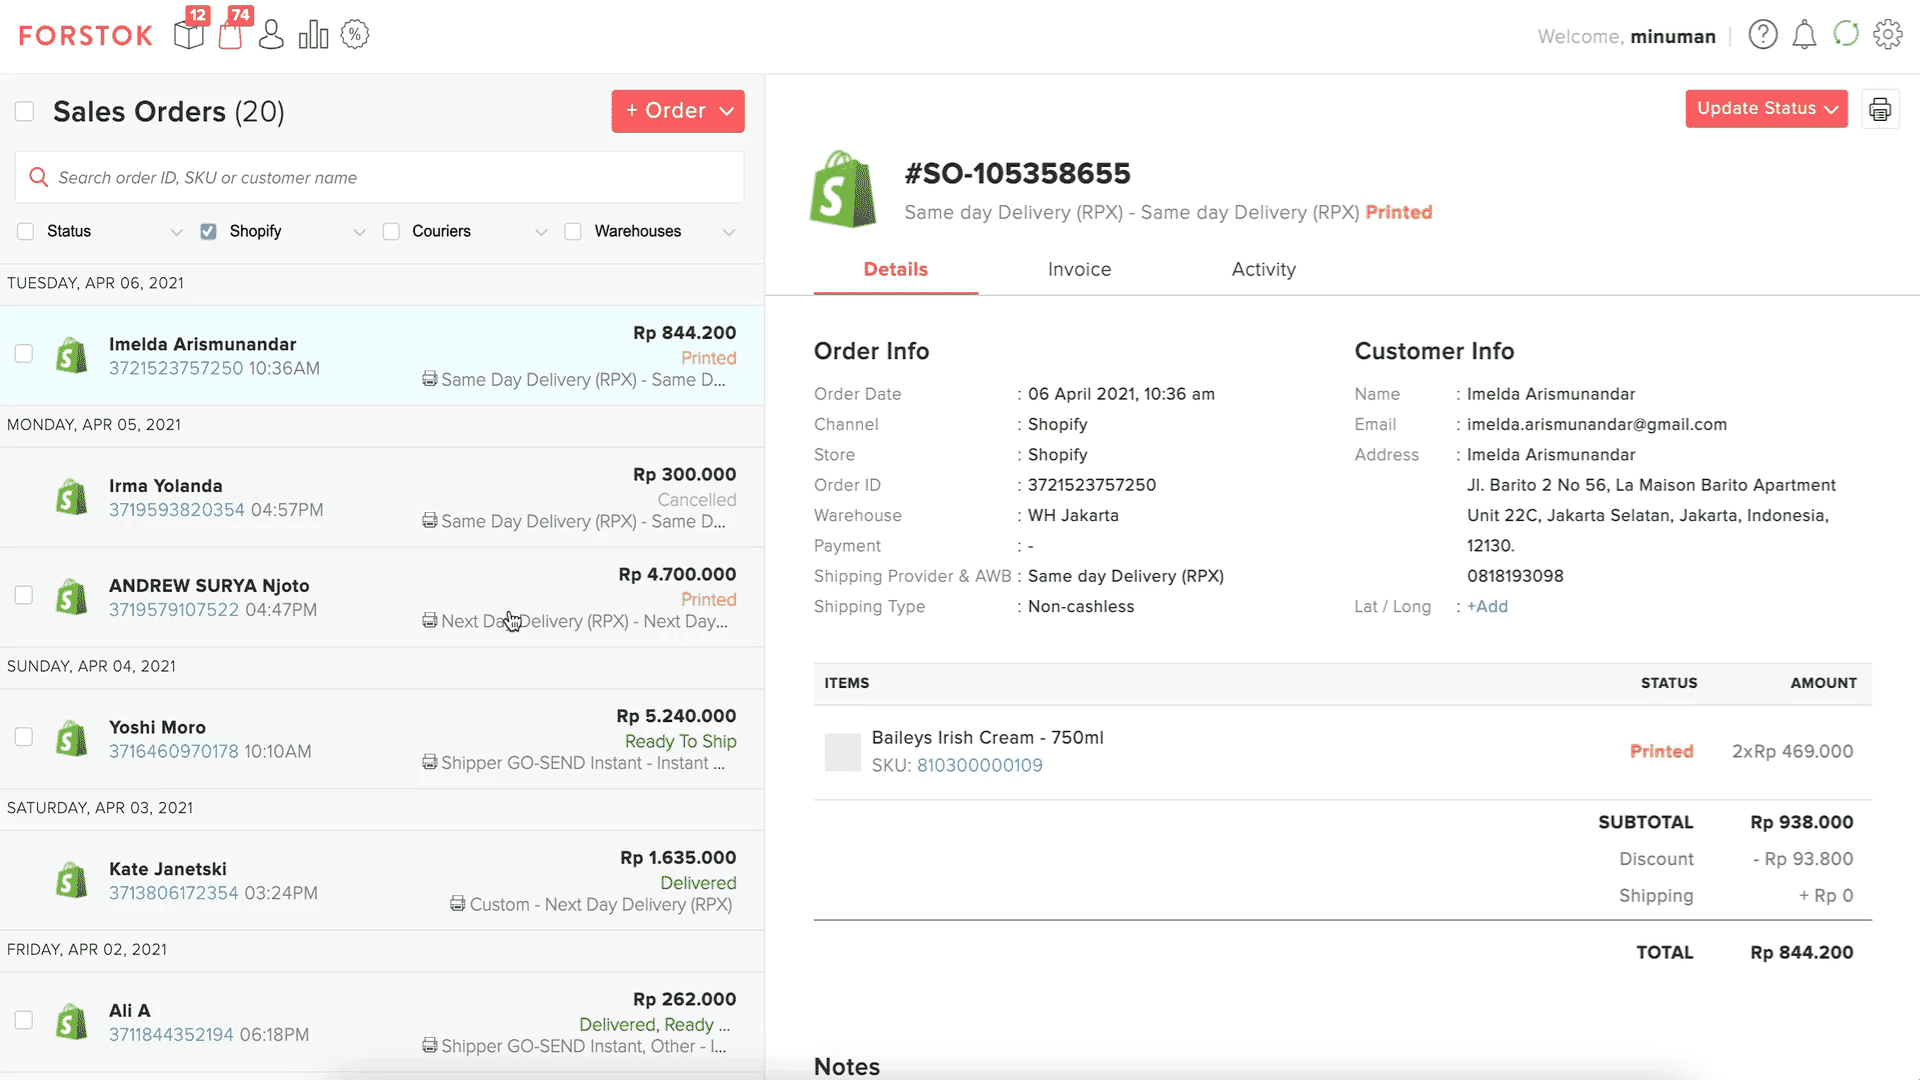 FORSTOK
12
74
Welcome, minuman
Sales Orders (20)
+ Order
Search order ID, SKU or customer name
Status
Shopify
Couriers
Warehouses
TUESDAY, APR 06, 2021
Imelda Arismunandar
Rp 844.200
3721523757250 10:36AM
Printed
Same Day Delivery (RPX) - Same D...
MONDAY, APR 05, 2021
Irma Yolanda
Rp 300.000
3719593820354 04:57PM
Cancelled
Same Day Delivery (RPX) - Same D...
ANDREW SURYA Njoto
Rp 4.700.000
3719579107522 04:47PM
Printed
Next Day Delivery (RPX) - Next Day...
SUNDAY, APR 04, 2021
Yoshi Moro
Rp 5.240.000
3716460970178 10:10AM
Ready To Ship
Shipper GO-SEND Instant - Instant ...
SATURDAY, APR 03, 2021
Kate Janetski
Rp 1.635.000
3713806172354 03:24PM
Delivered
Custom - Next Day Delivery (RPX)
FRIDAY, APR 02, 2021
Ali A
Rp 262.000
3711844352194 06:18PM
Delivered, Ready ...
Shipper GO-SEND Instant, Other - I...
Update Status
#SO-105358655
Same day Delivery (RPX) - Same day Delivery (RPX) Printed
Details
Invoice
Activity
Order Info
Order Date : 06 April 2021, 10:36 am
Channel : Shopify
Store : Shopify
Order ID : 3721523757250
Warehouse : WH Jakarta
Payment : -
Shipping Provider & AWB : Same day Delivery (RPX)
Shipping Type : Non-cashless
Customer Info
Name : Imelda Arismunandar
Email : imelda.arismunandar@gmail.com
Address : Imelda Arismunandar
Jl. Barito 2 No 56, La Maison Barito Apartment
Unit 22C, Jakarta Selatan, Jakarta, Indonesia,
12130.
0818193098
Lat / Long : +Add
ITEMS STATUS AMOUNT
Baileys Irish Cream - 750ml
SKU: 810300000109
Printed
2xRp 469.000
SUBTOTAL Rp 938.000
Discount - Rp 93.800
Shipping + Rp 0
TOTAL Rp 844.200
Notes